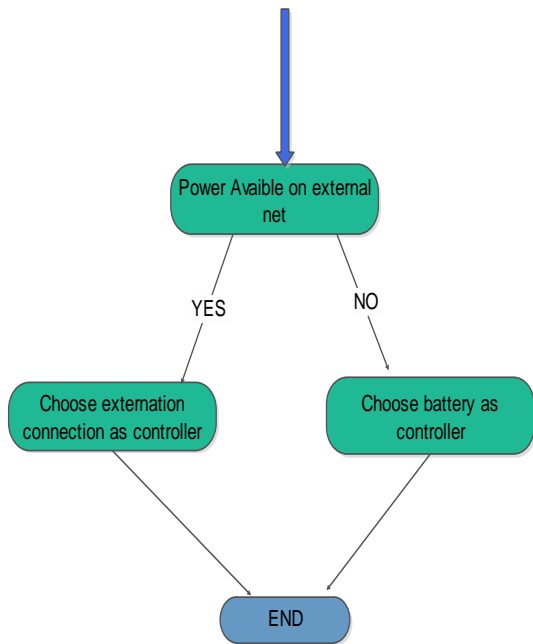 Power Avaible on external
net
YES
NO
Choose externation
connection as controller
Choose battery as
controller
END